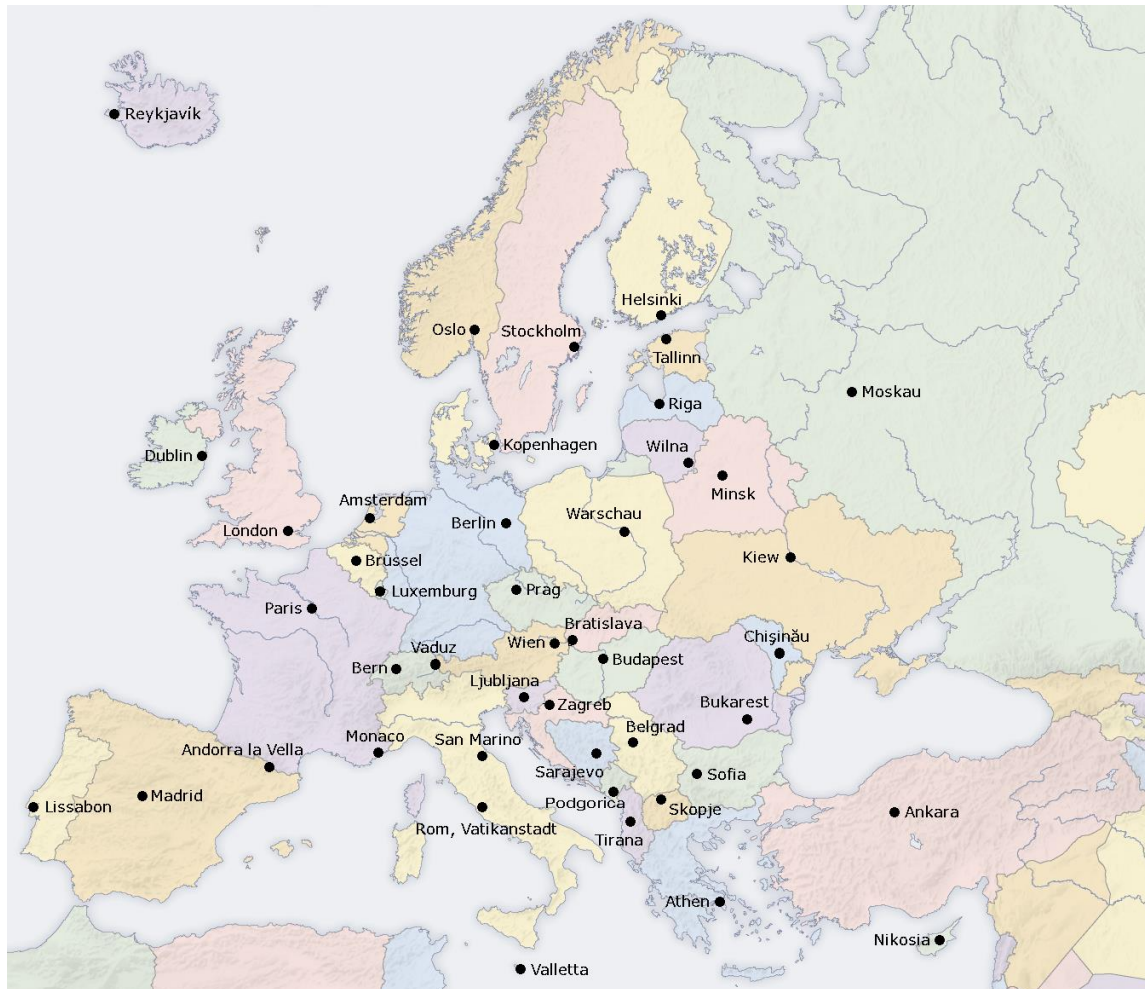 Reykjavík
Helsinki
Oslo
Stockholm
Tallinn
Moskau
Riga
Kopenhagen
Wilna
Dublin
Minsk
Amsterdam
Berlin
Warschau
London
Kiew
Brüssel
Luxemburg
Prag
Paris
Bratislava
Wien
Chişinău
Vaduz
Budapest
Bern
Ljubljana
Zagreb
Bukarest
Belgrad
Monaco
San Marino
Andorra la Vella
Sarajevo
Sofia
Madrid
Podgorica
Lissabon
Skopje
Ankara
Rom, Vatikanstadt
Tirana
Athen
Nikosia
Valletta